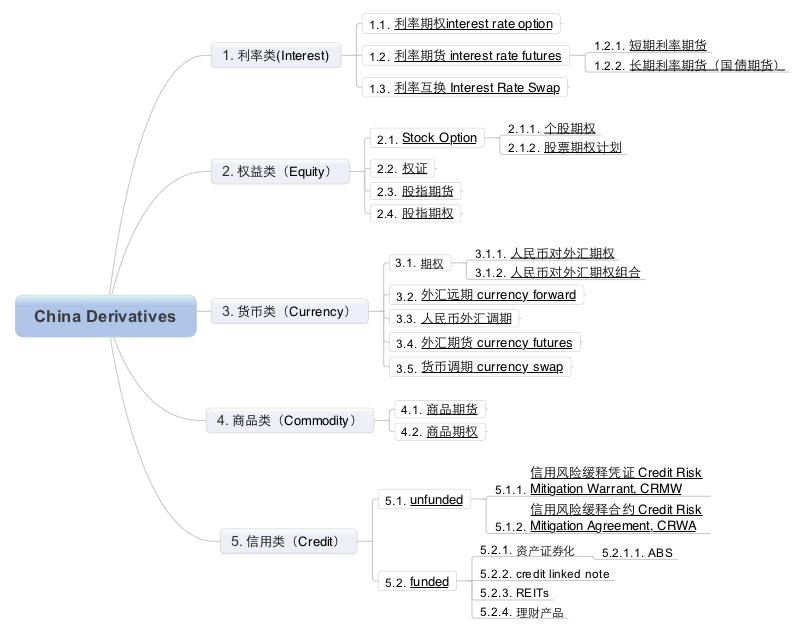 China Derivatives
1. 利率类(Interest)
1.1. 利率期权interest rate option
1.2. 利率期货 interest rate futures
1.2.1. 短期利率期货
1.2.2. 长期利率期货（国债期货）
1.3. 利率互换 Interest Rate Swap
2. 权益类（Equity）
2.1. Stock Option
2.1.1. 个股期权
2.1.2. 股票期权计划
2.2. 权证
2.3. 股指期货
2.4. 股指期权
3. 货币类（Currency）
3.1. 期权
3.1.1. 人民币对外汇期权
3.1.2. 人民币对外汇期权组合
3.2. 外汇远期 currency forward
3.3. 人民币外汇调期
3.4. 外汇期货 currency futures
3.5. 货币调期 currency swap
4. 商品类（Commodity）
4.1. 商品期货
4.2. 商品期权
5. 信用类（Credit）
5.1. unfunded
信用风险缓释凭证 Credit Risk
5.1.1. Mitigation Warrant, CRMW
信用风险缓释合约 Credit Risk
5.1.2. Mitigation Agreement, CRWA
5.2. funded
5.2.1. 资产证券化
5.2.1.1. ABS
5.2.2. credit linked note
5.2.3. REITs
5.2.4. 理财产品